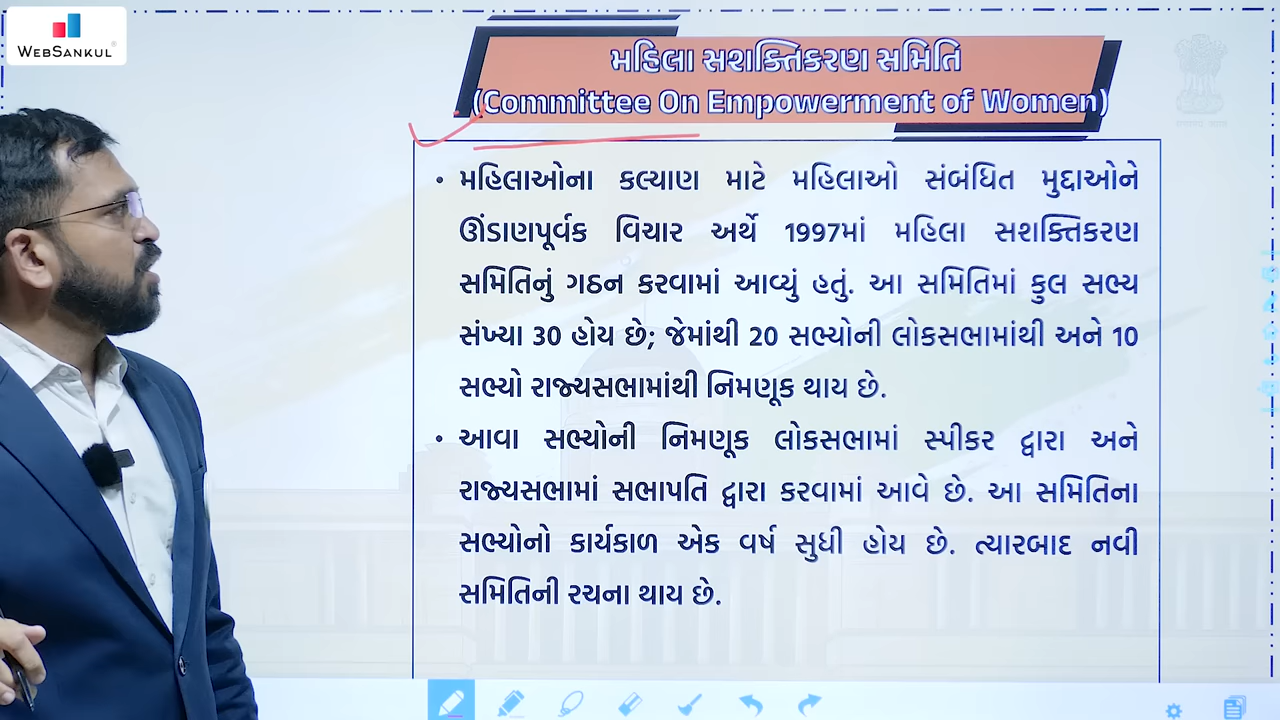 WEBSANKUL®
મહિલા સશક્તિકરણ સમિતિ
(Committee On Empowerment of Women)
• મહિલાઓના કલ્યાણ માટે મહિલાઓ સંબંધિત મુદ્દાઓને
ઊંડાણપૂર્વક વિચાર અર્થે 1997માં મહિલા સશક્તિકરણ
સમિતિનું ગઠન કરવામાં આવ્યું હતું. આ સમિતિમાં કુલ સભ્ય
સંખ્યા 30 હોય છે; જેમાંથી 20 સભ્યોની લોકસભામાંથી અને 10
સભ્યો રાજ્યસભામાંથી નિમણૂક થાય છે.
• આવા સભ્યોની નિમણૂક લોકસભામાં સ્પીકર દ્વારા અને
રાજ્યસભામાં સભાપતિ દ્વારા કરવામાં આવે છે. આ સમિતિના
સભ્યોનો કાર્યકાળ એક વર્ષ સુધી હોય છે. ત્યારબાદ નવી
સમિતિની રચના થાય છે.